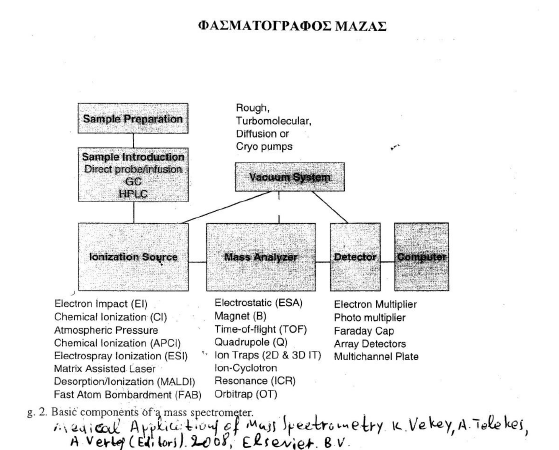 ΦΑΣΜΑΤΟΓΡΑΦΟΣ ΜΑΖΑΣ
Sample Preparation
Sample Introduction
Direct probe/infusion
GC
HPLC
Rough,
Turbomolecular,
Diffusion or
Cryo pumps
Vacuum System
Ionization Source
Mass Analyzer
Detector
Computer
Electron Impact (EI)
Chemical Ionization (CI)
Atmospheric Pressure
Chemical Ionization (APCI)
Electrospray Ionization (ESI)
Matrix Assisted Laser
Desorption/Ionization (MALDI)
Fast Atom Bombardment (FAB)
Electrostatic (ESA)
Magnet (B)
Time-of-flight (TOF)
Quadrupole (Q)
Ion Traps (2D & 3D IT)
Ion-Cyclotron
Resonance (ICR)
Orbitrap (OT)
Electron Multiplier
Photo multiplier
Faraday Cap
Array Detectors
Multichannel Plate
g. 2. Basic components of a mass spectrometer.
Medical Applications of Mass Spectrometry K. Vekey, A. Telekes,
A Vertes (Editors). 2008, Elsevier. B.V.